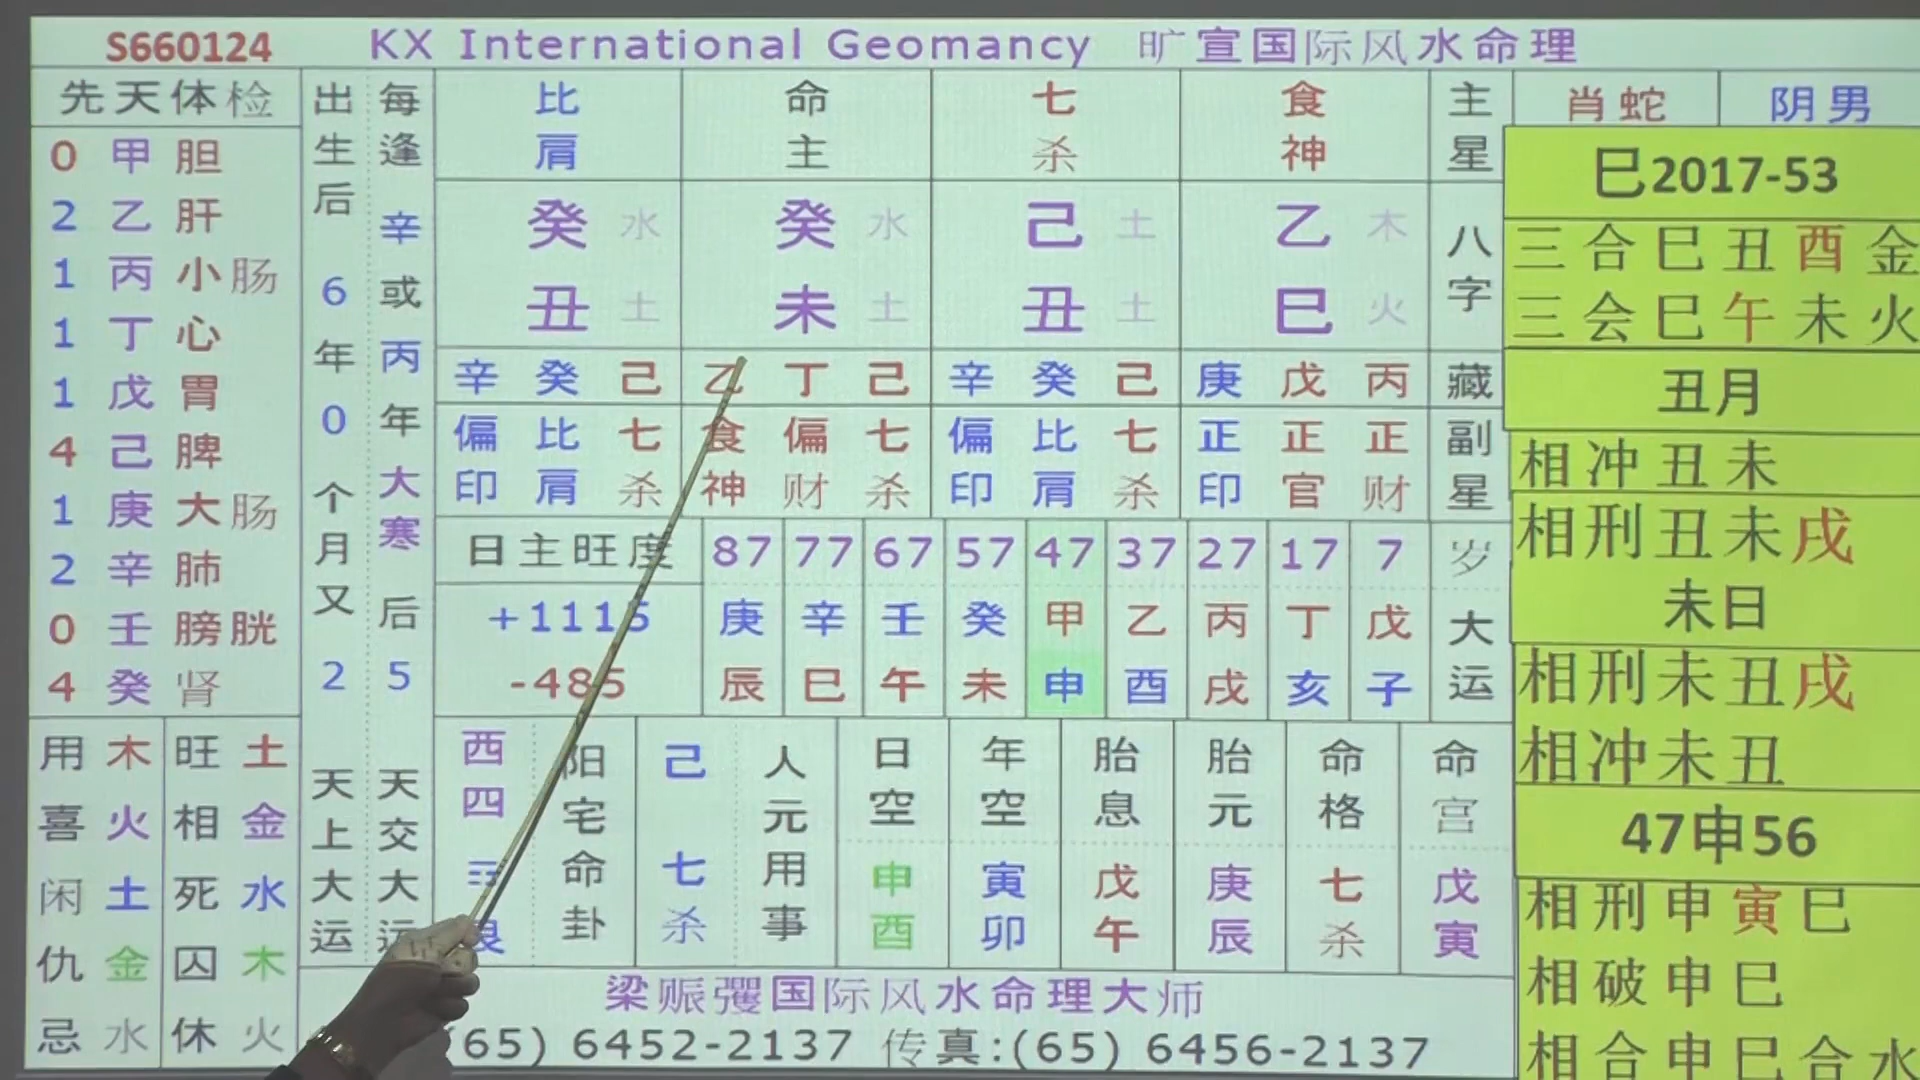 S660124 KX International Geomancy 旷宣国际风水命理
先天体检 出生后6年0个月又2天上大运 每逢辛或丙年大寒后5天交大运
比肩 命主 七杀 食神 主星 肖蛇 阴男
0 甲 胆
2 乙 肝
1 丙 小肠
1 丁 心
1 戊 胃
4 己 脾
1 庚 大肠
2 辛 肺
0 壬 膀胱
4 癸 肾
癸水 癸水 己土 乙木 八字
丑土 未土 丑土 巳火
辛 癸 己 乙 丁 己 辛 癸 己 庚 戊 丙 藏
偏印 比肩 七杀 食神 偏财 七杀 偏印 比肩 七杀 正印 正官 正财 副星
日主旺度 87 77 67 57 47 37 27 17 7 岁
+1115 庚 辛 壬 癸 甲 乙 丙 丁 戊 大
-485 辰 巳 午 未 申 酉 戌 亥 子 运
用木 旺土
喜火 相金
闲土 死水
仇金 囚木
忌水 休火
西四 艮 阳宅命卦 己 七杀 人元用事 日空 年空 胎息 胎元 命格 命宫
申酉 寅卯 戊午 庚辰 七杀 戊寅
梁赈彏国际风水命理大师
(65) 6452-2137 传真:(65) 6456-2137
巳2017-53
三合巳丑酉金
三会巳午未火
丑月
相冲丑未
相刑丑未戌
未日
相刑未丑戌
相冲未丑
47申56
相刑申寅巳
相破申巳
相合申巳合水